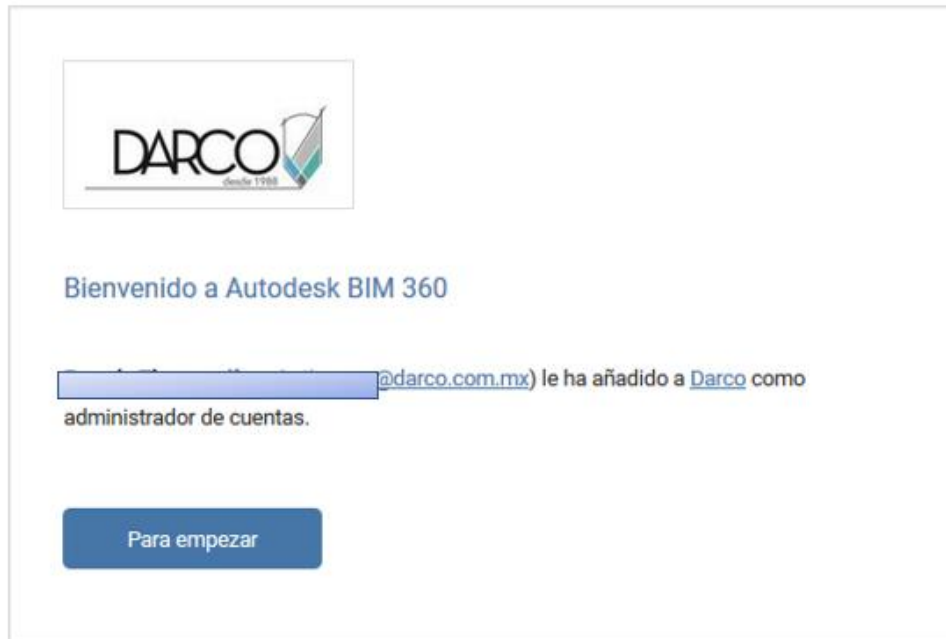 DARCO
desde 1988
Bienvenido a Autodesk BIM 360
@darco.com.mx) le ha añadido a Darco como
administrador de cuentas.
Para empezar